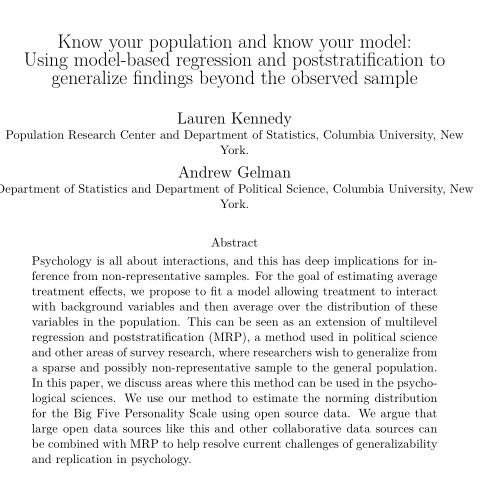 Know your population and know your model:
Using model-based regression and poststratification to
generalize findings beyond the observed sample
Lauren Kennedy
Population Research Center and Department of Statistics, Columbia University, New
York.
Andrew Gelman
Department of Statistics and Department of Political Science, Columbia University, New
York.
Abstract
Psychology is all about interactions, and this has deep implications for in-
ference from non-representative samples. For the goal of estimating average
treatment effects, we propose to fit a model allowing treatment to interact
with background variables and then average over the distribution of these
variables in the population. This can be seen as an extension of multilevel
regression and poststratification (MRP), a method used in political science
and other areas of survey research, where researchers wish to generalize from
a sparse and possibly non-representative sample to the general population.
In this paper, we discuss areas where this method can be used in the psycho-
logical sciences. We use our method to estimate the norming distribution
for the Big Five Personality Scale using open source data. We argue that
large open data sources like this and other collaborative data sources can
be combined with MRP to help resolve current challenges of generalizability
and replication in psychology.